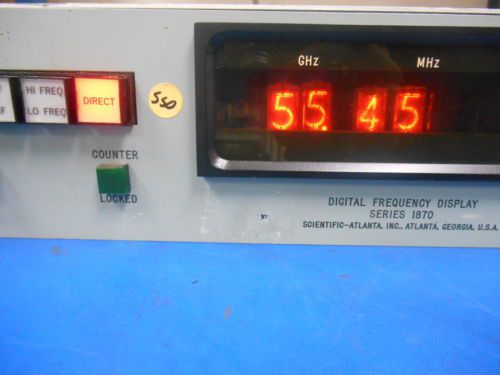 GHz MHz
55.45
F HI FREQ
F LO FREQ
DIRECT
550
COUNTER
LOCKED
DIGITAL FREQUENCY DISPLAY
SERIES 1870
SCIENTIFIC-ATLANTA, INC., ATLANTA, GEORGIA, U.S.A.